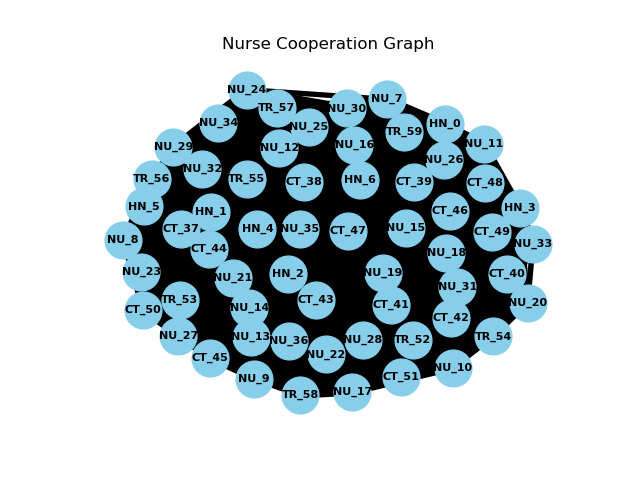 Nurse Cooperation Graph
NU_24
NU_7
TR_57
NU_30
NU_34
HN_0
NU_25
TR_59
NU_11
NU_29
NU_12
NU_16
NU_26
NU_32
TR_56
TR_55
CT_38
HN_6
CT_39
CT_48
HN_5
HN_1
CT_46
HN_3
CT_37
HN_4
NU_35
CT_47
NU_15
CT_49
NU_8
CT_44
NU_18
NU_33
NU_23
NU_21
HN_2
NU_19
CT_40
NU_31
TR_53
CT_43
CT_41
NU_20
CT_50
NU_14
CT_42
NU_27
NU_13
NU_36
NU_28
TR_52
TR_54
CT_45
NU_22
NU_9
CT_51
NU_10
TR_58
NU_17